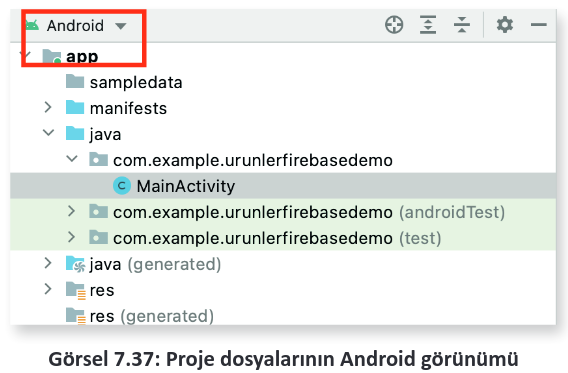 Android
app
sampledata
manifests
java
com.example.urunlerfirebasedemo
C MainActivity
com.example.urunlerfirebasedemo (androidTest)
com.example.urunlerfirebasedemo (test)
java (generated)
res
res (generated)
Görsel 7.37: Proje dosyalarının Android görünümü